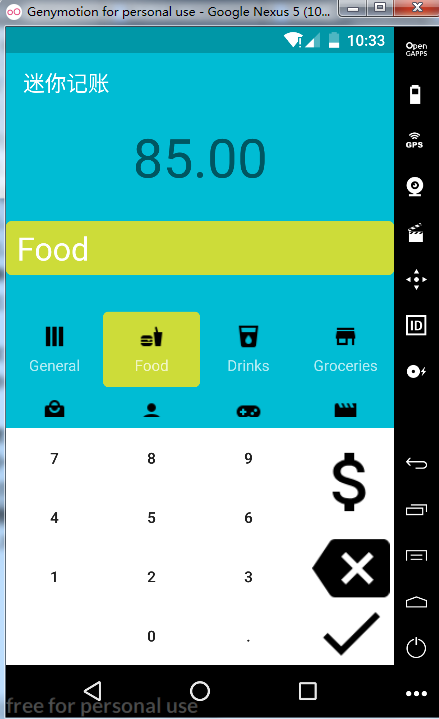 Genymotion for personal use - Google Nexus 5 (10...
10:33
Open
GAPPS
迷你记账
85.00
GPS
Food
ID
General
Food
Drinks
Groceries
7
8
9
$
4
5
6
1
2
3
0
.
free for personal use